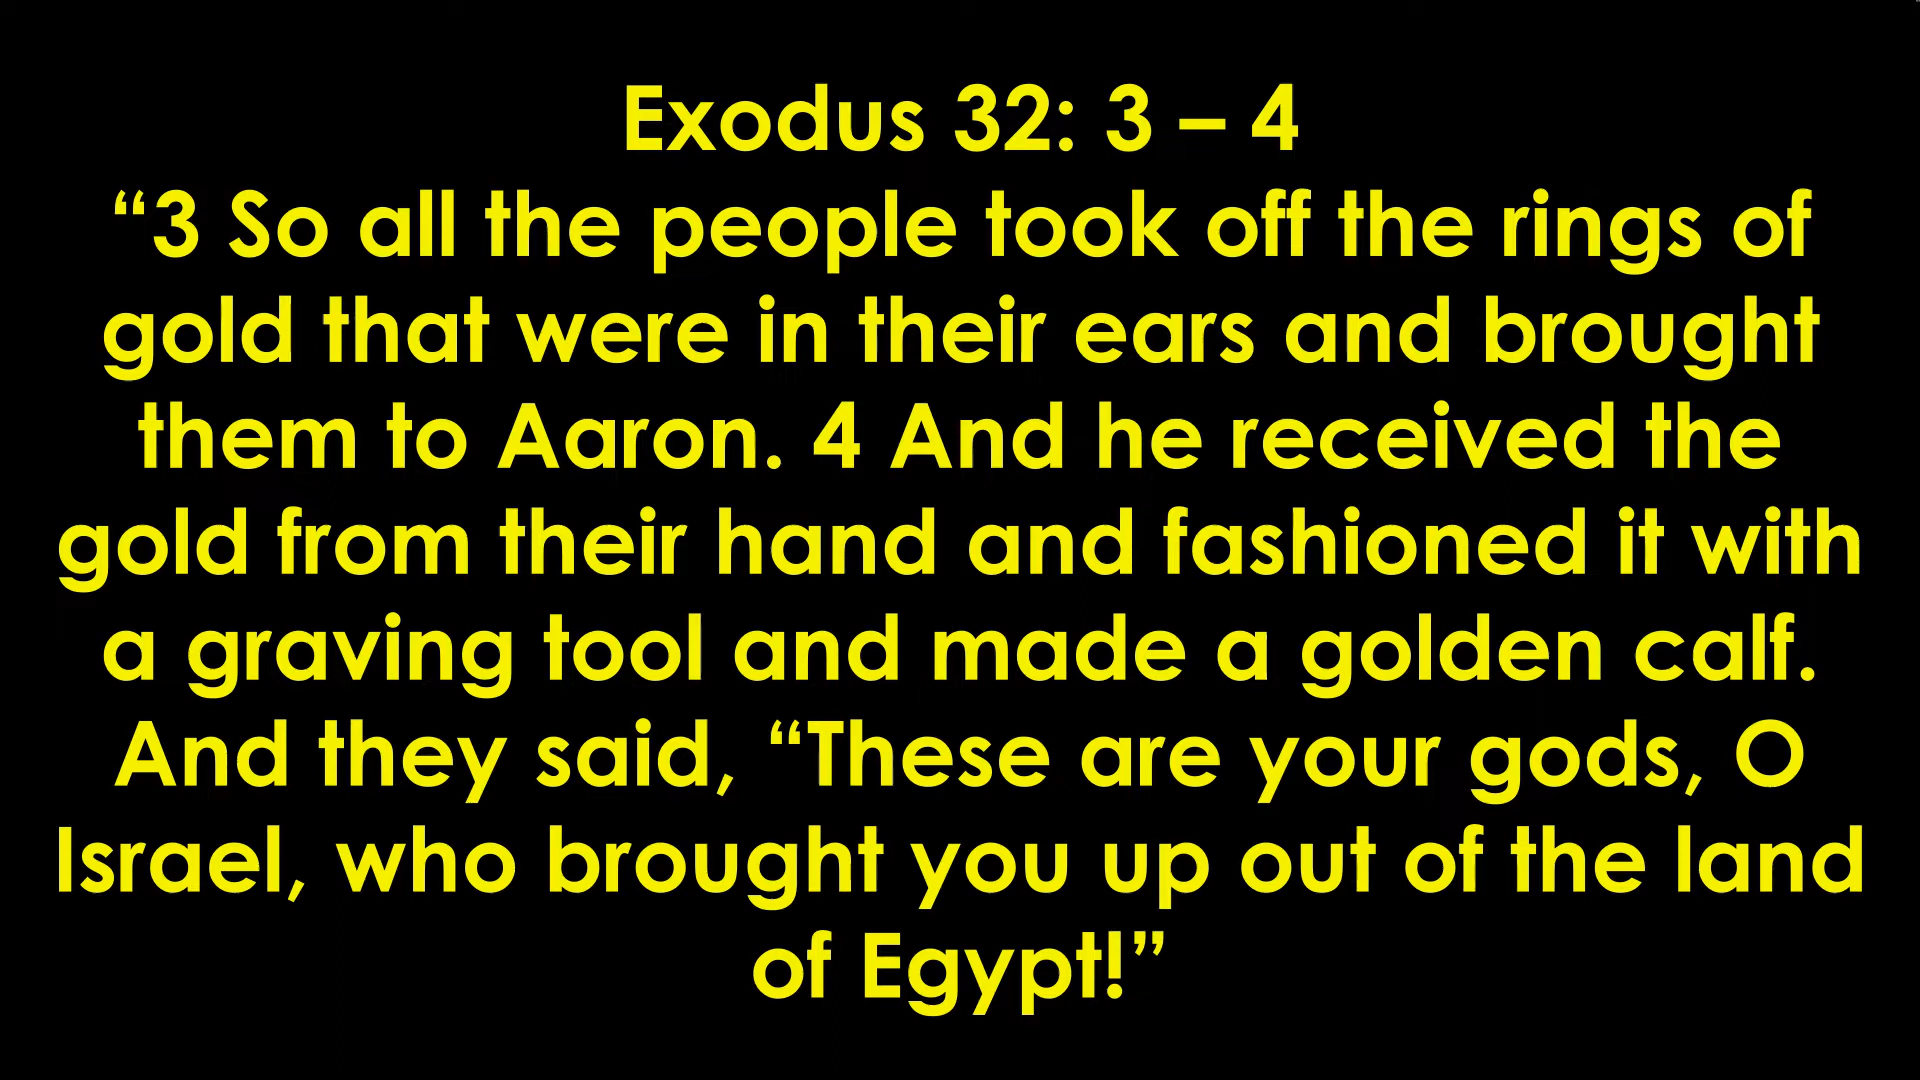 Exodus 32: 3 – 4
“3 So all the people took off the rings of
gold that were in their ears and brought
them to Aaron. 4 And he received the
gold from their hand and fashioned it with
a graving tool and made a golden calf.
And they said, “These are your gods, O
Israel, who brought you up out of the land
of Egypt!”